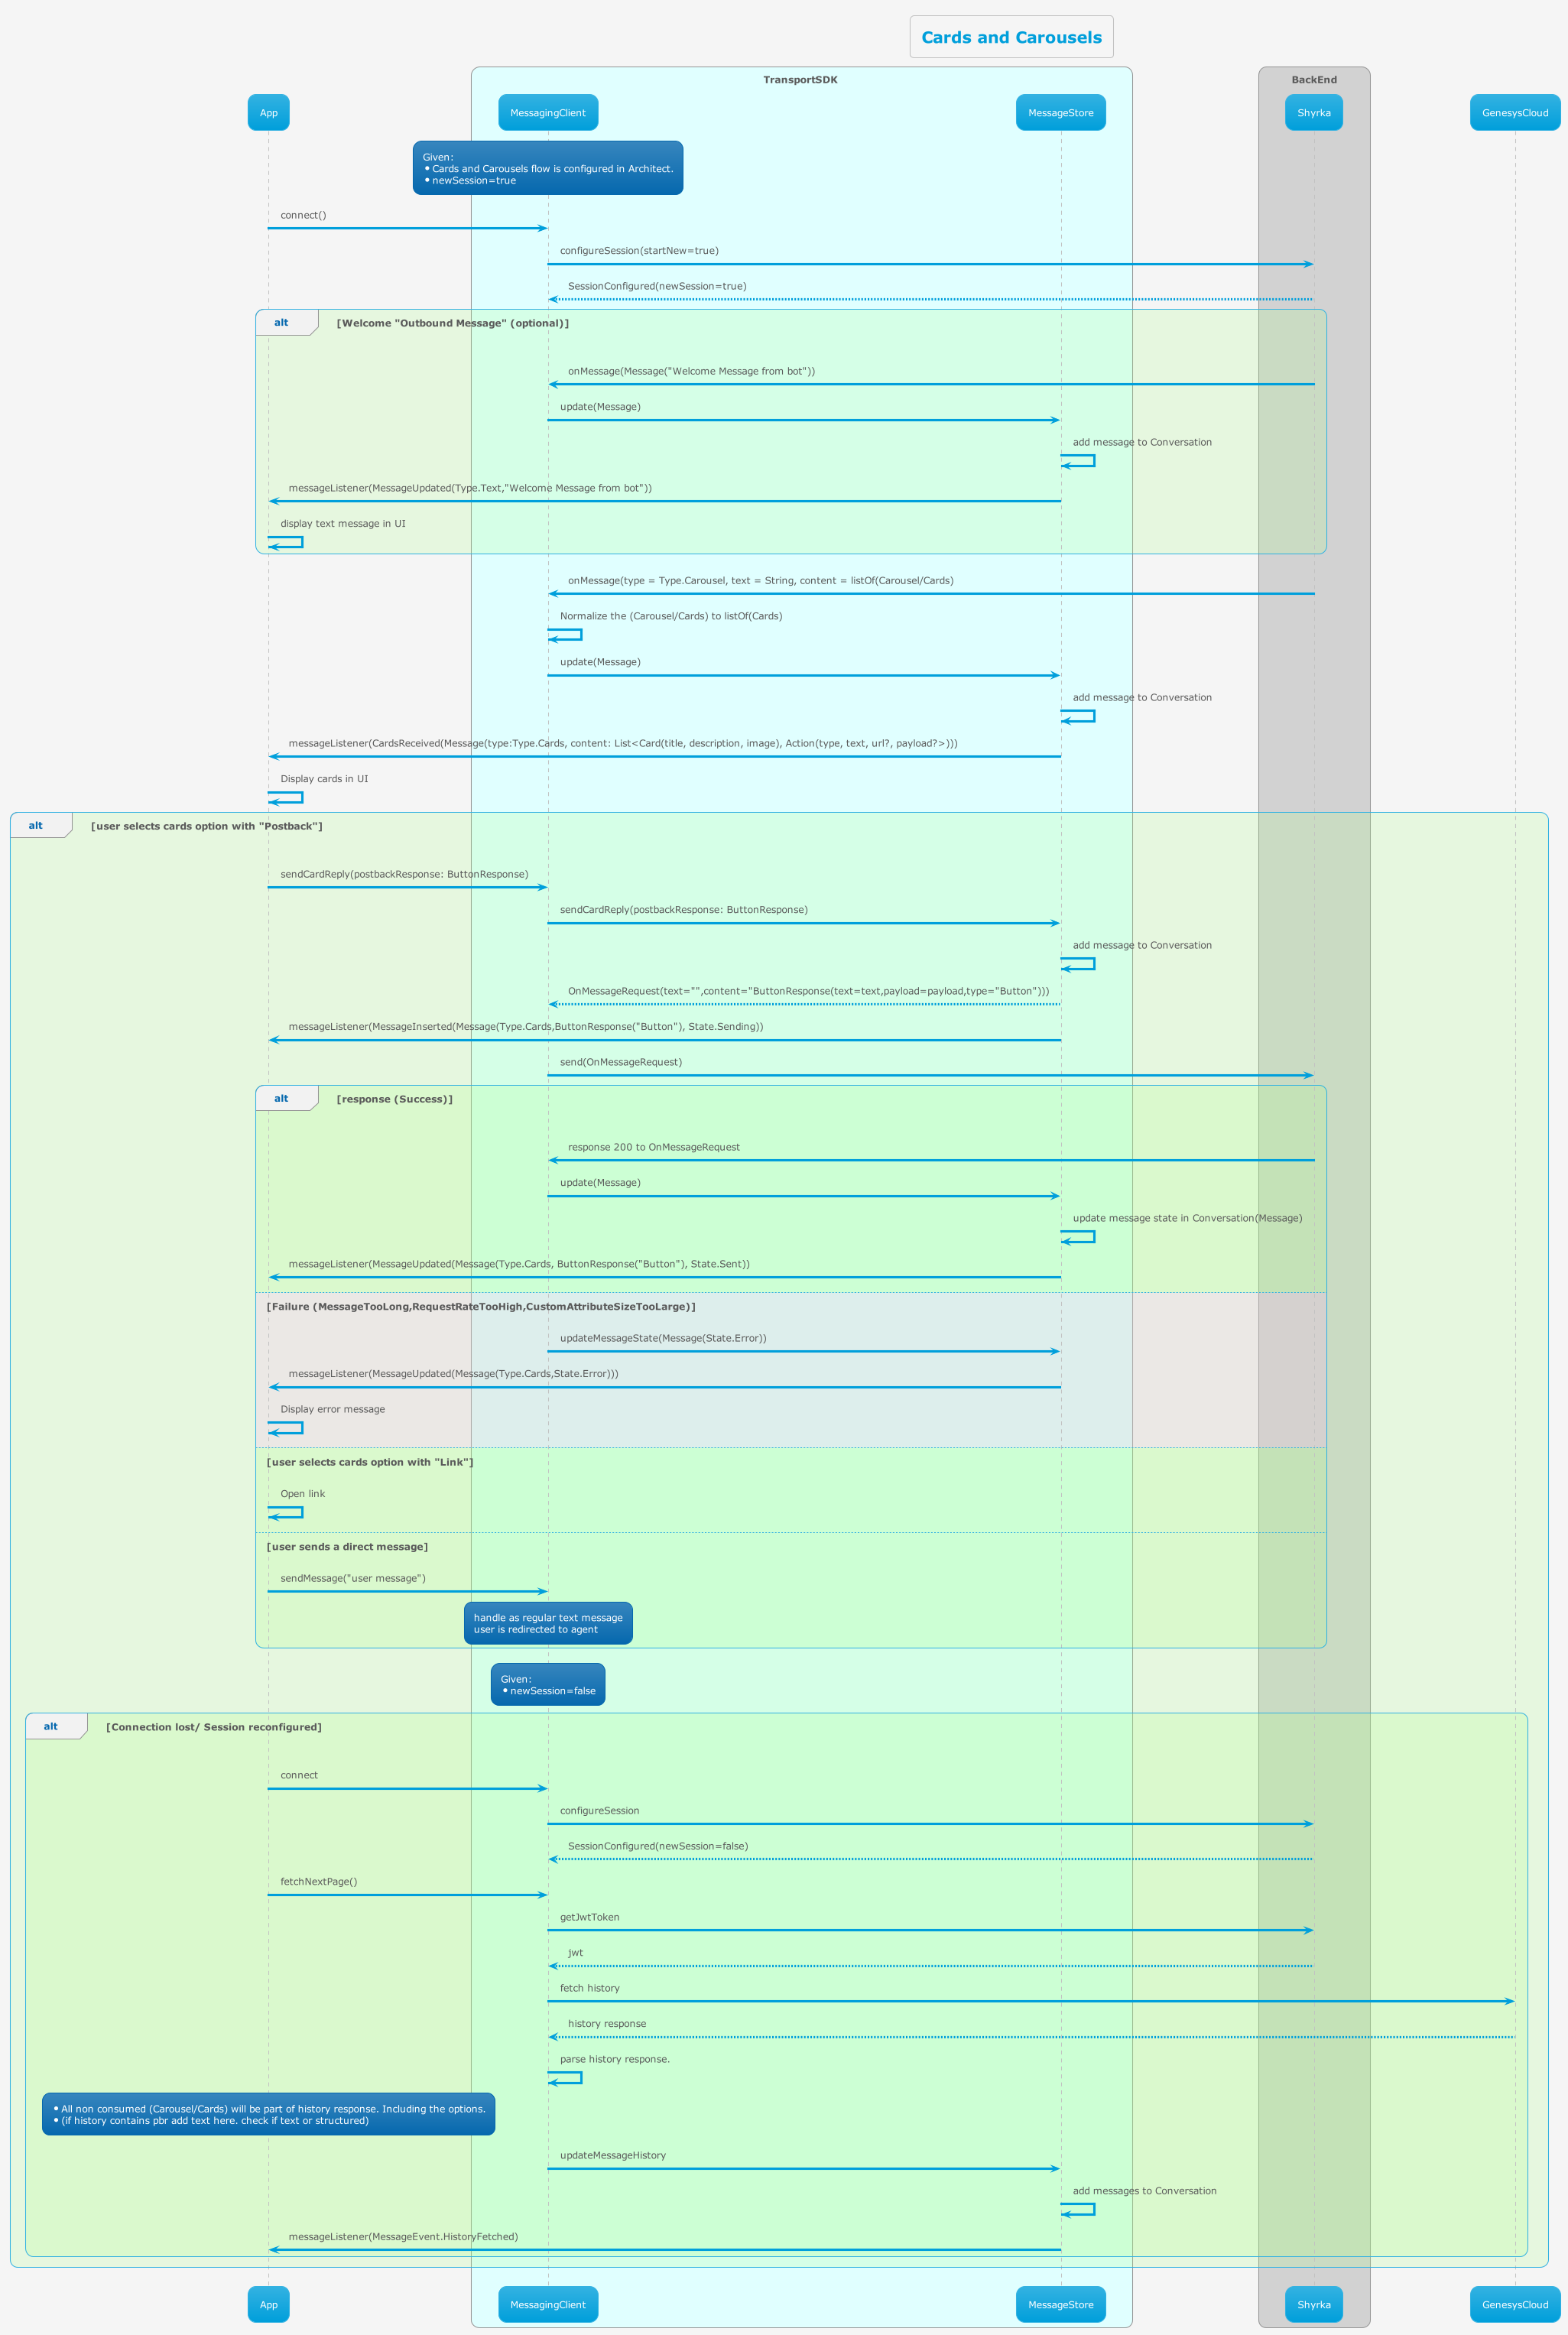 Cards and Carousels
TransportSDK
BackEnd
App
MessagingClient
MessageStore
Shyrka
GenesysCloud
Given:
• Cards and Carousels flow is configured in Architect.
• newSession=true
connect()
configureSession(startNew=true)
SessionConfigured(newSession=true)
alt
[Welcome "Outbound Message" (optional)]
onMessage(Message("Welcome Message from bot"))
update(Message)
add message to Conversation
messageListener(MessageUpdated(Type.Text,"Welcome Message from bot"))
display text message in UI
onMessage(type = Type.Carousel, text = String, content = listOf(Carousel/Cards)
Normalize the (Carousel/Cards) to listOf(Cards)
update(Message)
add message to Conversation
messageListener(CardsReceived(Message(type:Type.Cards, content: List<Card(title, description, image), Action(type, text, url?, payload?>)))
Display cards in UI
alt
[user selects cards option with "Postback"]
sendCardReply(postbackResponse: ButtonResponse)
sendCardReply(postbackResponse: ButtonResponse)
add message to Conversation
OnMessageRequest(text="",content="ButtonResponse(text=text,payload=payload,type="Button")))
messageListener(MessageInserted(Message(Type.Cards,ButtonResponse("Button"), State.Sending))
send(OnMessageRequest)
alt
[response (Success)]
response 200 to OnMessageRequest
update(Message)
update message state in Conversation(Message)
messageListener(MessageUpdated(Message(Type.Cards, ButtonResponse("Button"), State.Sent))
[Failure (MessageTooLong,RequestRateTooHigh,CustomAttributeSizeTooLarge)]
updateMessageState(Message(State.Error))
messageListener(MessageUpdated(Message(Type.Cards,State.Error)))
Display error message
[user selects cards option with "Link"]
Open link
[user sends a direct message]
sendMessage("user message")
handle as regular text message
user is redirected to agent
Given:
• newSession=false
alt
[Connection lost/ Session reconfigured]
connect
configureSession
SessionConfigured(newSession=false)
fetchNextPage()
getJwtToken
jwt
fetch history
history response
parse history response.
• All non consumed (Carousel/Cards) will be part of history response. Including the options.
• (if history contains pbr add text here. check if text or structured)
updateMessageHistory
add messages to Conversation
messageListener(MessageEvent.HistoryFetched)
App
MessagingClient
MessageStore
Shyrka
GenesysCloud